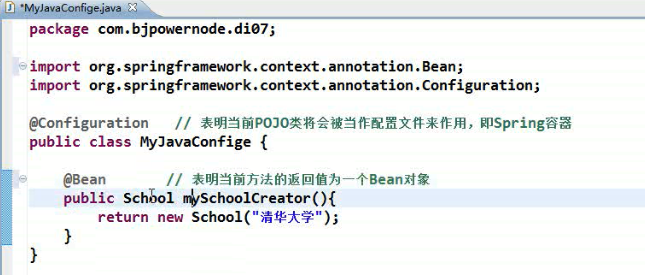 *MyJavaConfige.java
package com.bjpowernode.di07;
import org.springframework.context.annotation.Bean;
import org.springframework.context.annotation.Configuration;
@Configuration   // 表明当前POJO类将会被当作配置文件来作用，即Spring容器
public class MyJavaConfige {
@Bean       // 表明当前方法的返回值为一个Bean对象
public School mySchoolCreator(){
return new School("清华大学");
}
}